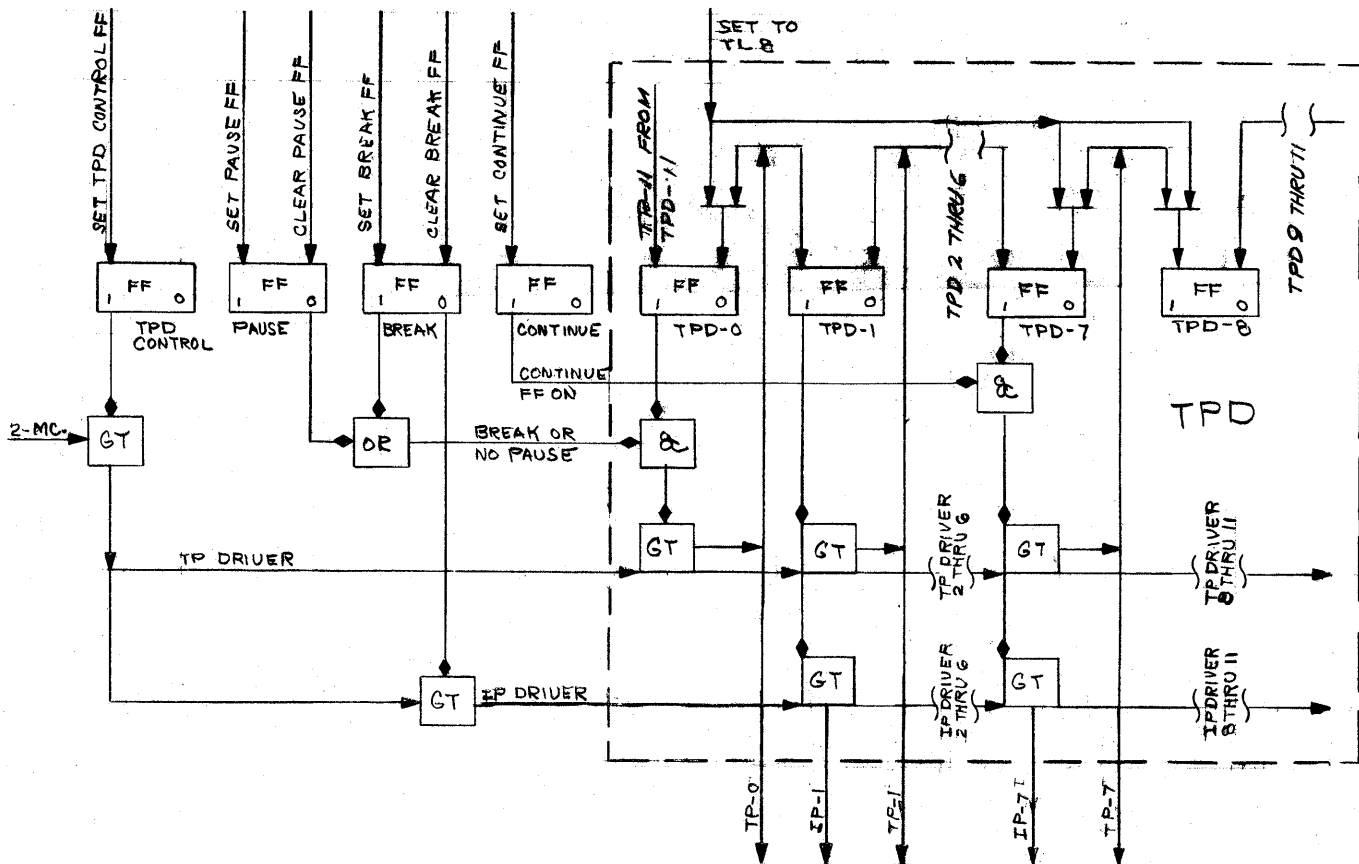 SET TPD CONTROL FF
SET PAUSE FF
CLEAR PAUSE FF
SET BREAK FF
CLEAR BREAK FF
SET CONTINUE FF
SET TO
TL 8
TP-11 FROM
TPD-11
TPD 2 THRU 6
TPD 9 THRU 11
FF
1 0
TPD
CONTROL
FF
1 0
PAUSE
FF
1 0
BREAK
FF
1 0
CONTINUE
FF
1 0
TPD-0
FF
1 0
TPD-1
FF
1 0
TPD-7
FF
1 0
TPD-8
CONTINUE
FF ON
&
TPD
2-MC.
GT
OR
BREAK OR
NO PAUSE
&
GT
GT
GT
TP DRIVER
TP DRIVER
2 THRU 6
TP DRIVER
8 THRU 11
GT
IP DRIVER
GT
GT
IP DRIVER
2 THRU 6
IP DRIVER
8 THRU 11
TP-0
IP-1
TP-1
IP-7
TP-7